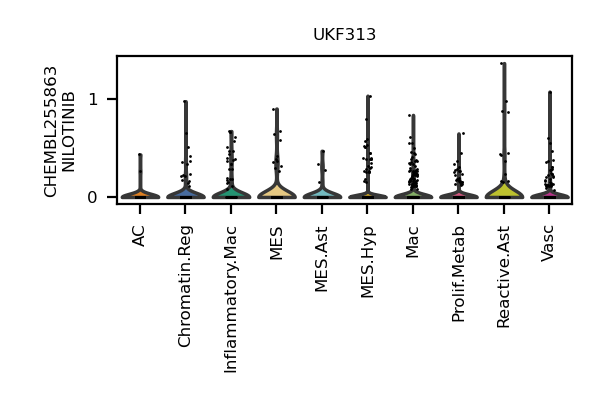 UKF313
CHEMBL255863
NILOTINIB
1
0
AC
Chromatin.Reg
Inflammatory.Mac
MES
MES.Ast
MES.Hyp
Mac
Prolif.Metab
Reactive.Ast
Vasc